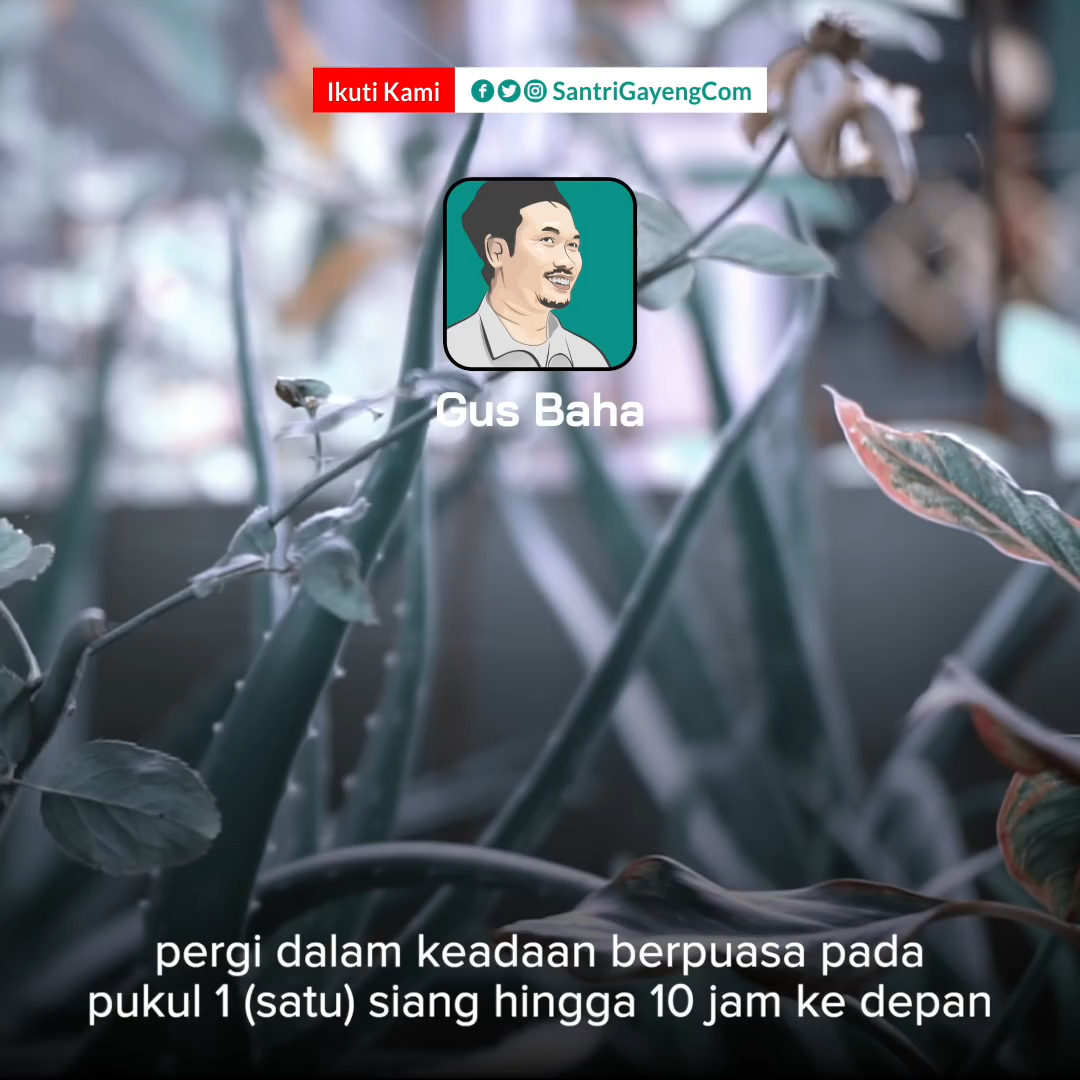 Ikuti Kami SantriGayengCom
Gus Baha
pergi dalam keadaan berpuasa pada
pukul 1 (satu) siang hingga 10 jam ke depan